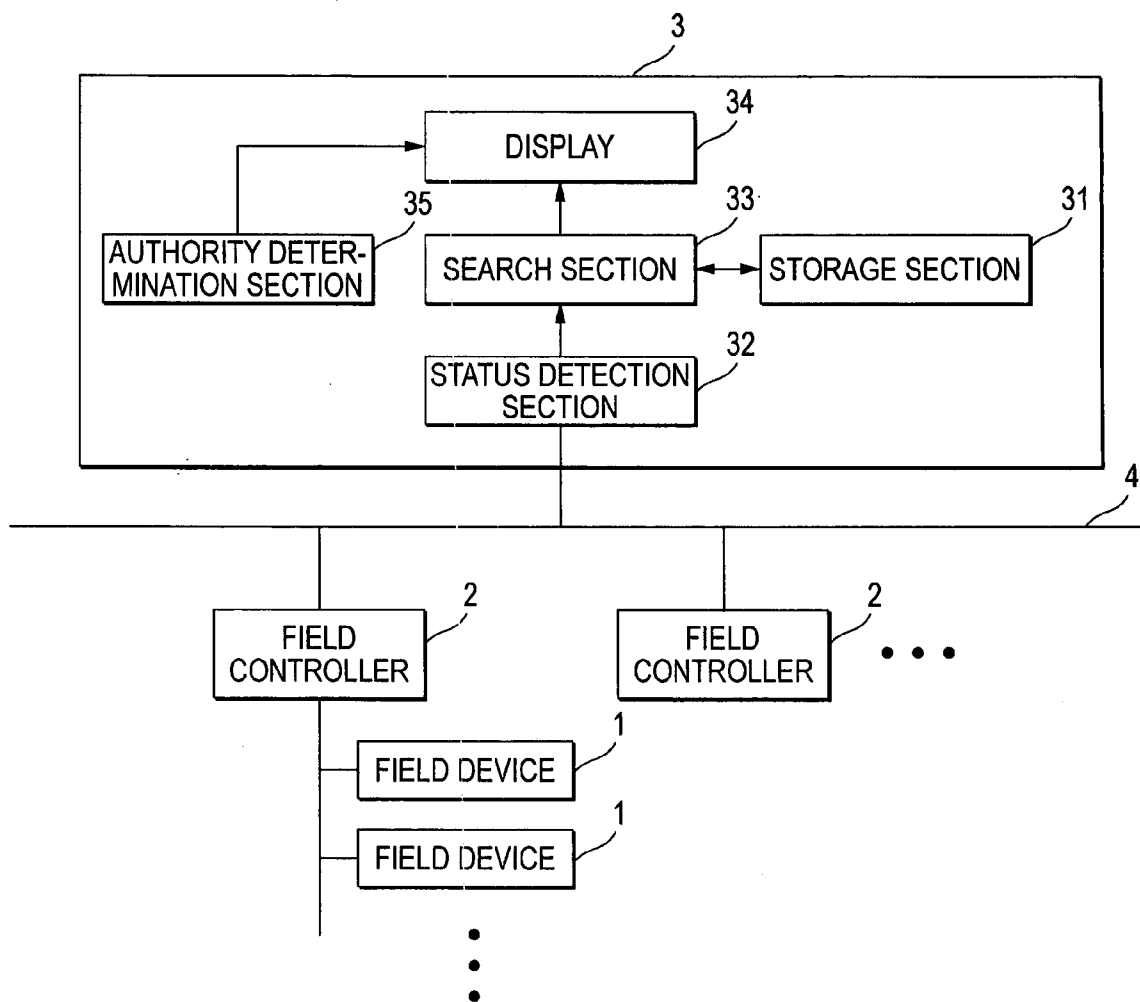 3
34
DISPLAY
35
33
31
AUTHORITY DETER-
MINATION SECTION
SEARCH SECTION
STORAGE SECTION
32
STATUS DETECTION
SECTION
4
2
2
FIELD
CONTROLLER
FIELD
CONTROLLER
1
FIELD DEVICE
1
FIELD DEVICE